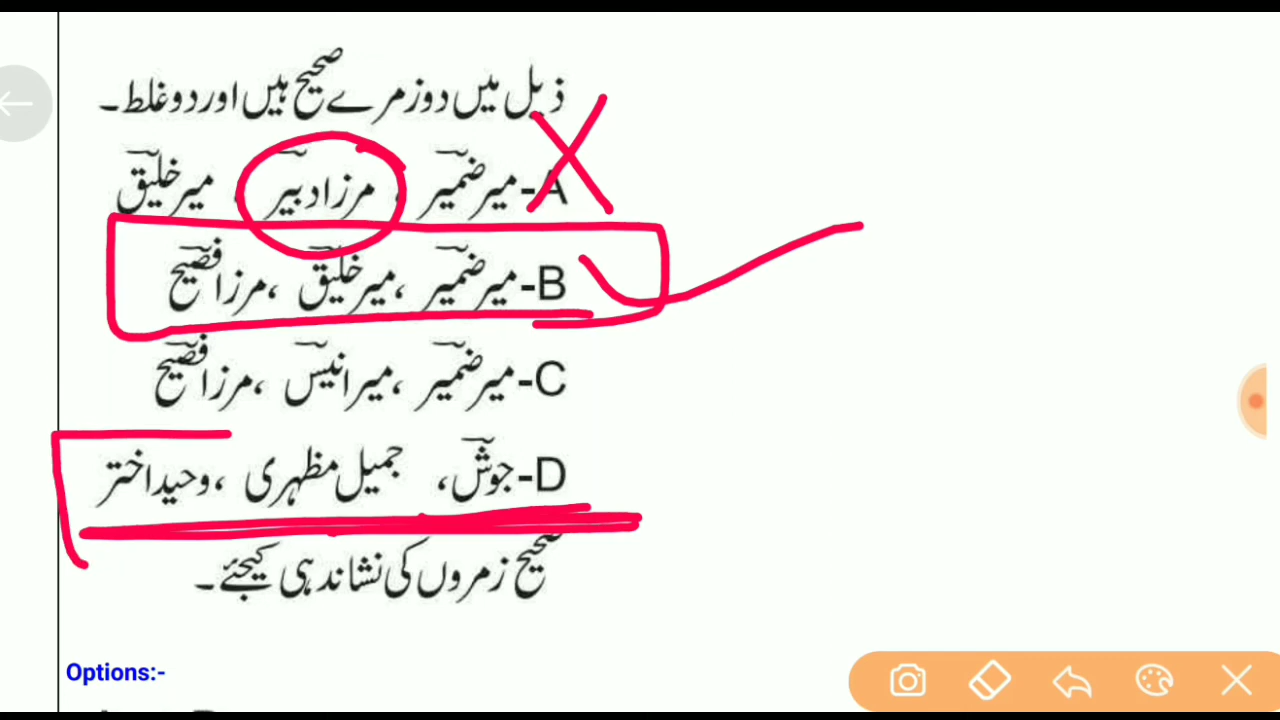 ذیل میں دو زمرے صحیح ہیں اور دو غلط۔
A-میر ضمیرؔ ، مرزا دبیرؔ ، میر خلیقؔ
B-میر ضمیرؔ ، میر خلیقؔ ، مرزا فصیحؔ
C-میر ضمیرؔ ، میر انیسؔ ، مرزا فصیحؔ
D-جوشؔ، جمیل مظہری ، وحید اختر
صحیح زمروں کی نشاندہی کیجئے۔
Options:-